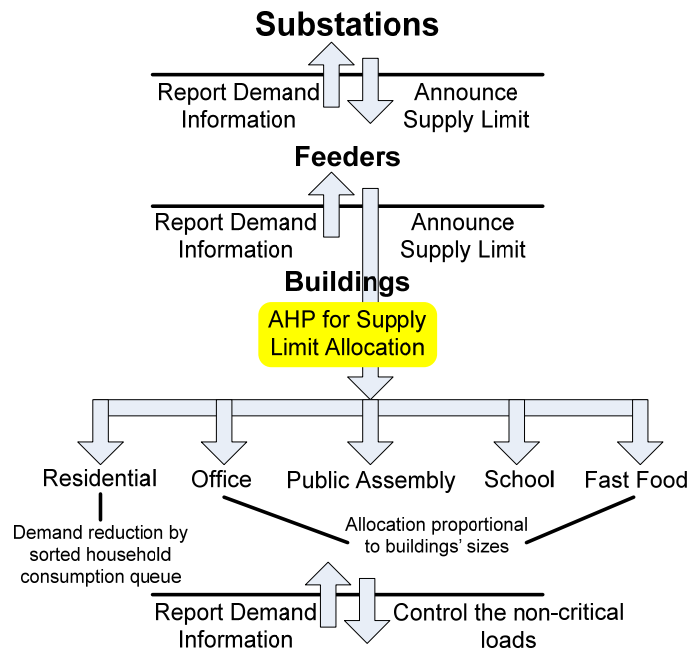 Substations
Report Demand
Information
Announce
Supply Limit
Feeders
Report Demand
Information
Announce
Supply Limit
Buildings
AHP for Supply
Limit Allocation
Residential
Office
Public Assembly
School
Fast Food
Demand reduction by
sorted household
consumption queue
Allocation proportional
to buildings' sizes
Report Demand
Information
Control the non-critical
loads